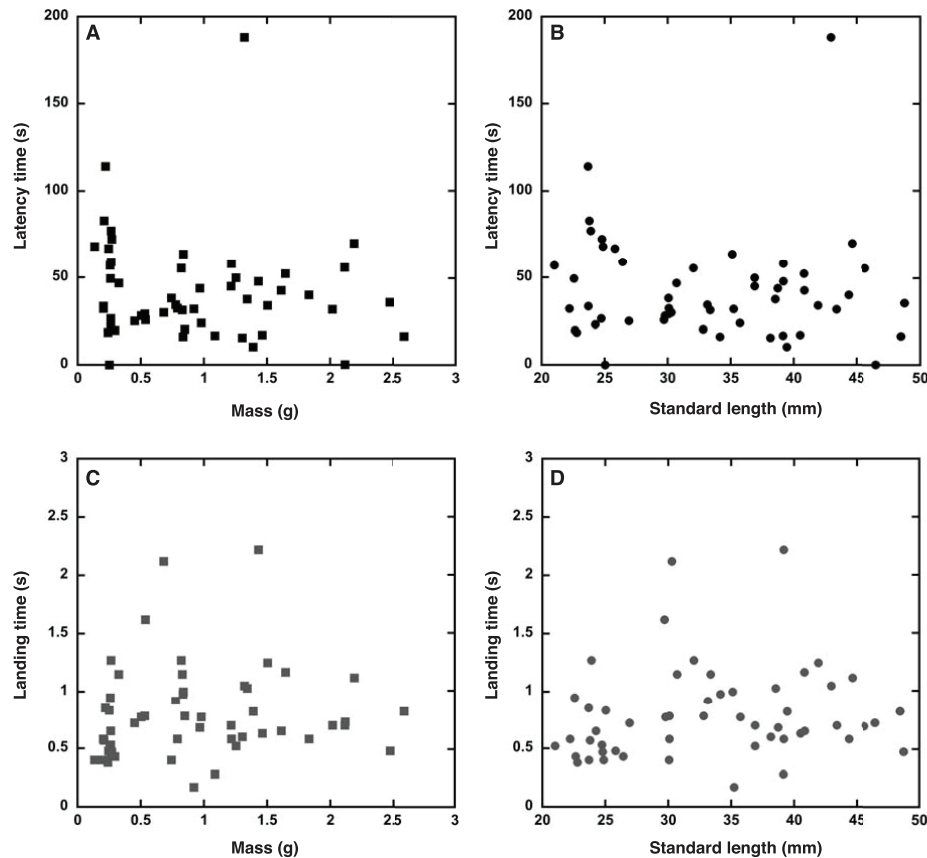 A
B
Latency time (s)
200
150
100
50
0
0 0.5 1 1.5 2 2.5 3
Mass (g)
Latency time (s)
200
150
100
50
0
20 25 30 35 40 45 50
Standard length (mm)
C
D
Landing time (s)
3
2.5
2
1.5
1
0.5
0
0 0.5 1 1.5 2 2.5 3
Mass (g)
Landing time (s)
3
2.5
2
1.5
1
0.5
0
20 25 30 35 40 45 50
Standard length (mm)